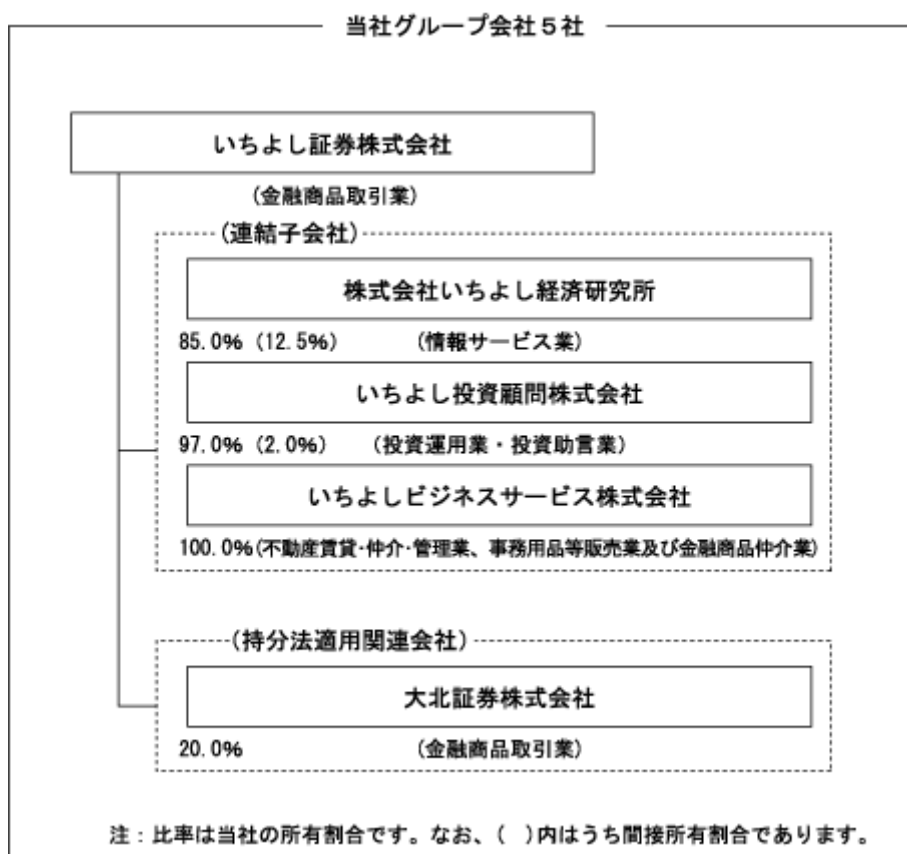 当社グループ会社５社
いちよし証券株式会社
(金融商品取引業)
(連結子会社)
株式会社いちよし経済研究所
85.0% (12.5%) (情報サービス業)
いちよし投資顧問株式会社
97.0% (2.0%) (投資運用業・投資助言業)
いちよしビジネスサービス株式会社
100.0%(不動産賃貸・仲介・管理業、事務用品等販売業及び金融商品仲介業)
(持分法適用関連会社)
大北証券株式会社
20.0% (金融商品取引業)
注：比率は当社の所有割合です。なお、( )内はうち間接所有割合であります。